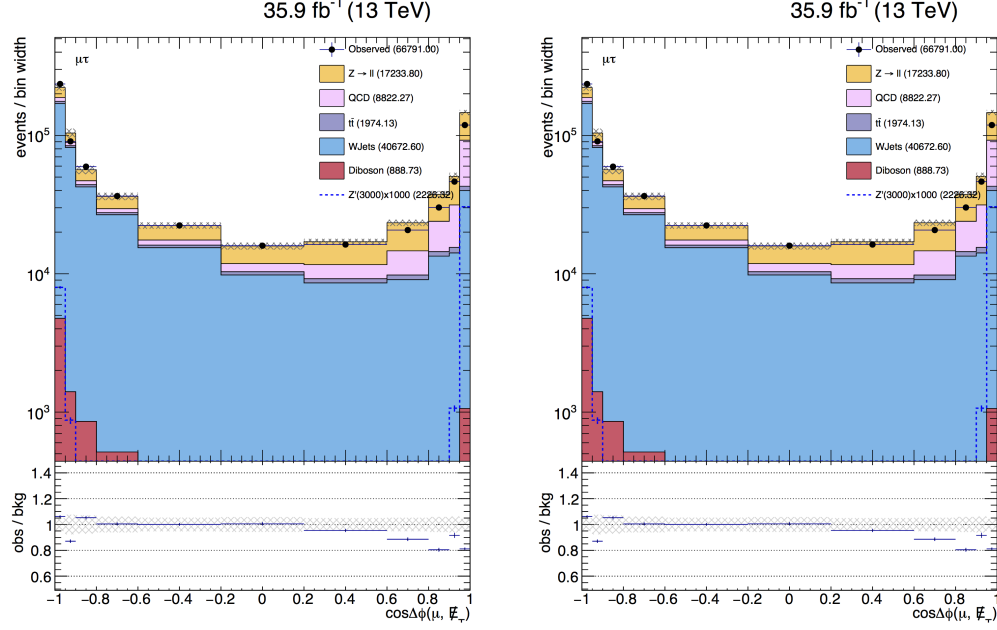 35.9 fb⁻¹ (13 TeV)
events / bin width
μτ
Observed (66791.00)
Z → ll (17233.80)
QCD (8822.27)
tt̄ (1974.13)
WJets (40672.60)
Diboson (888.73)
Z'(3000)x1000 (2226.32)
10⁵
10⁴
10³
obs / bkg
1.4
1.2
1
0.8
0.6
-1 -0.8 -0.6 -0.4 -0.2 0 0.2 0.4 0.6 0.8 1
cosΔφ(μ, E̸_T)
35.9 fb⁻¹ (13 TeV)
events / bin width
μτ
Observed (66791.00)
Z → ll (17233.80)
QCD (8822.27)
tt̄ (1974.13)
WJets (40672.60)
Diboson (888.73)
Z'(3000)x1000 (2226.32)
10⁵
10⁴
10³
obs / bkg
1.4
1.2
1
0.8
0.6
-1 -0.8 -0.6 -0.4 -0.2 0 0.2 0.4 0.6 0.8 1
cosΔφ(μ, E̸_T)